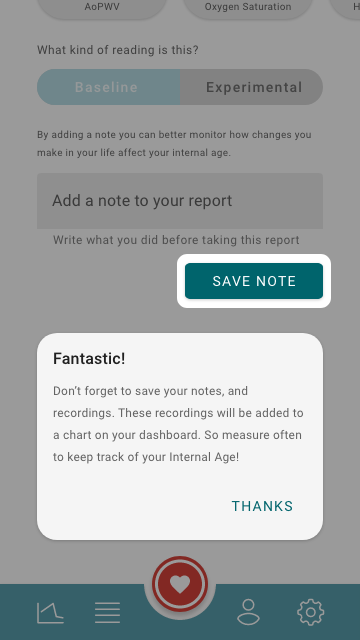 AoPWV
Oxygen Saturation
H
What kind of reading is this?
Baseline
Experimental
By adding a note you can better monitor how changes you
make in your life affect your internal age.
Add a note to your report
Write what you did before taking this report
SAVE NOTE
Fantastic!
Don’t forget to save your notes, and
recordings. These recordings will be added to
a chart on your dashboard. So measure often
to keep track of your Internal Age!
THANKS